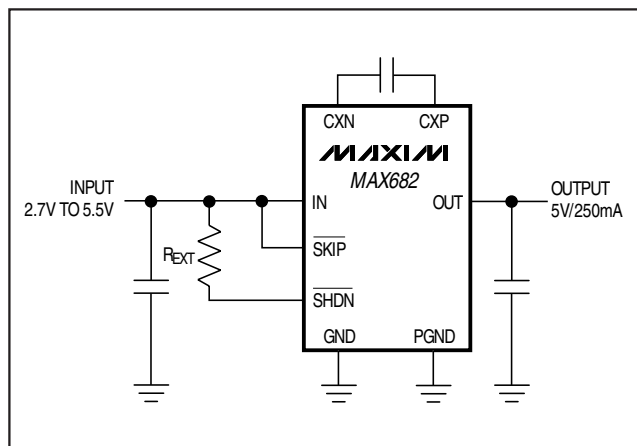 CXN CXP
MAXIM
MAX682
INPUT
2.7V TO 5.5V
IN
OUT
OUTPUT
5V/250mA
REXT
SKIP
SHDN
GND PGND